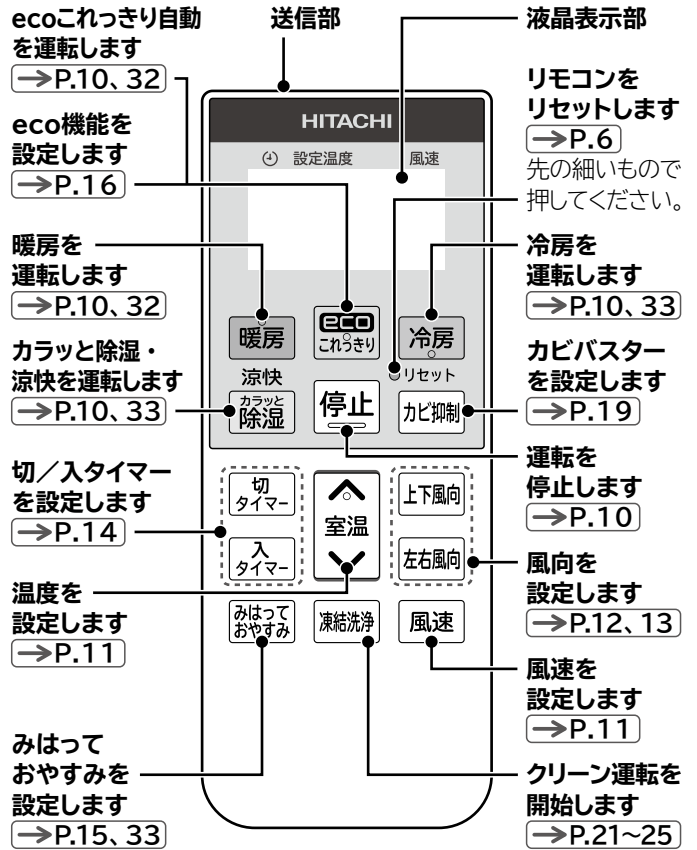 ecoこれっきり自動
を運転します
→P.10、32
eco機能を
設定します
→P.16
暖房を
運転します
→P.10、32
カラッと除湿・
涼快を運転します
→P.10、33
切／入タイマー
を設定します
→P.14
温度を
設定します
→P.11
みはって
おやすみを
設定します
→P.15、33
送信部
HITACHI
設定温度 風速
暖房
eco
これっきり
冷房
涼快
リセット
カラッと
除湿
停止
カビ抑制
切
タイマー
室温
上下風向
入
タイマー
左右風向
みはって
おやすみ
凍結洗浄
風速
液晶表示部
リモコンを
リセットします
→P.6
先の細いもので
押してください。
冷房を
運転します
→P.10、33
カビバスター
を設定します
→P.19
運転を
停止します
→P.10
風向を
設定します
→P.12、13
風速を
設定します
→P.11
クリーン運転を
開始します
→P.21~25